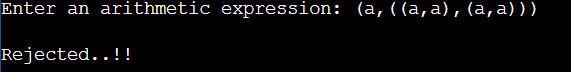 Enter an arithmetic expression: (a,((a,a),(a,a)))
Rejected..!!